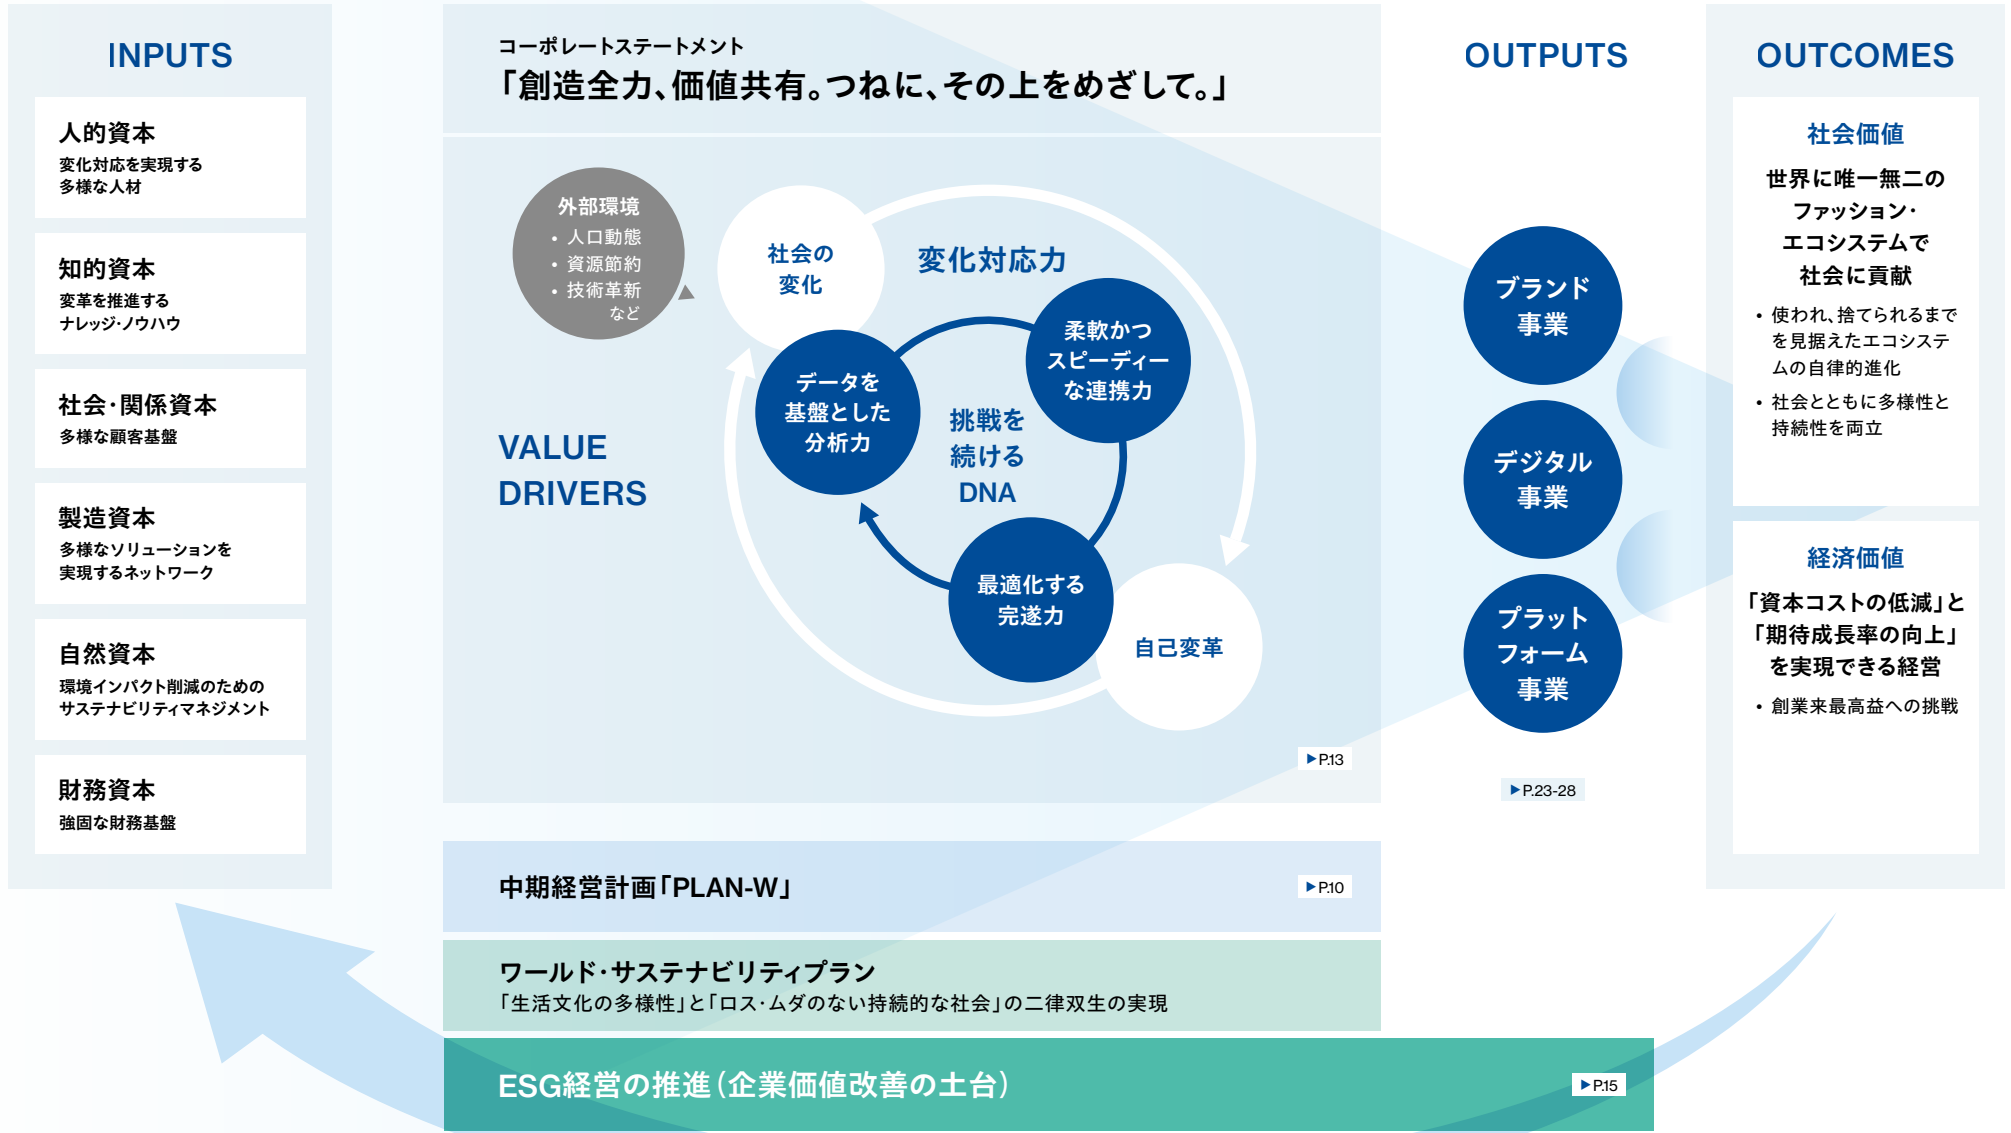 INPUTS
人的資本
変化対応を実現する
多様な人材
知的資本
変革を推進する
ナレッジ・ノウハウ
社会・関係資本
多様な顧客基盤
製造資本
多様なソリューションを
実現するネットワーク
自然資本
環境インパクト削減のための
サステナビリティマネジメント
財務資本
強固な財務基盤
コーポレートステートメント
「創造全力、価値共有。つねに、その上をめざして。」
VALUE
DRIVERS
外部環境
• 人口動態
• 資源節約
• 技術革新
など
社会の
変化
変化対応力
柔軟かつ
スピーディー
な連携力
データを
基盤とした
分析力
挑戦を
続ける
DNA
最適化する
完遂力
自己変革
▶P.13
中期経営計画「PLAN-W」
▶P.10
ワールド・サステナビリティプラン
「生活文化の多様性」と「ロス・ムダのない持続的な社会」の二律双生の実現
ESG経営の推進（企業価値改善の土台）
▶P.15
OUTPUTS
ブランド
事業
デジタル
事業
プラット
フォーム
事業
▶P.23-28
OUTCOMES
社会価値
世界に唯一無二の
ファッション・
エコシステムで
社会に貢献
• 使われ、捨てられるまで
を見据えたエコシステ
ムの自律的進化
• 社会とともに多様性と
持続性を両立
経済価値
「資本コストの低減」と
「期待成長率の向上」
を実現できる経営
• 創業来最高益への挑戦